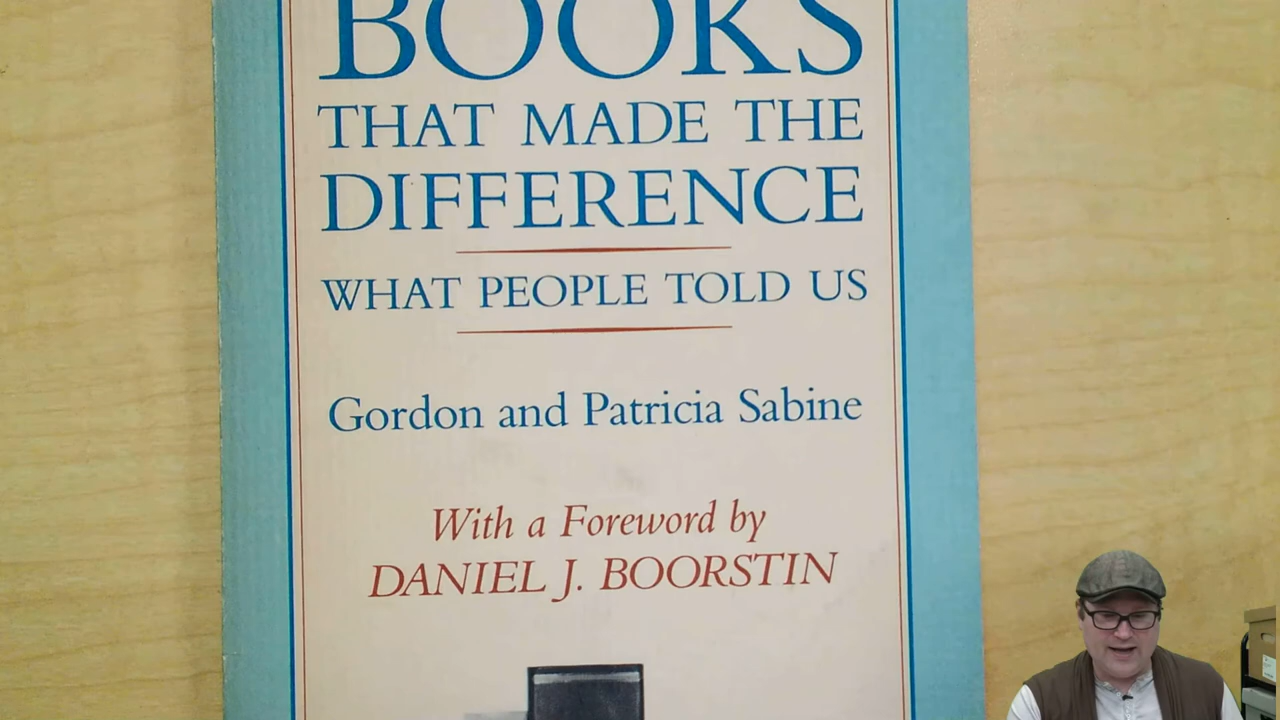 BOOKS
THAT MADE THE
DIFFERENCE
WHAT PEOPLE TOLD US
Gordon and Patricia Sabine
With a Foreword by
DANIEL J. BOORSTIN